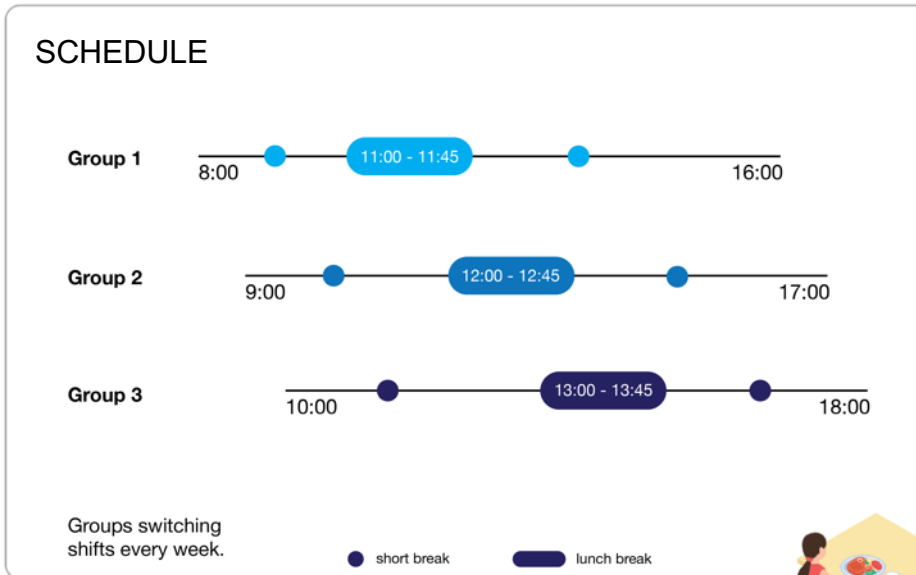 SCHEDULE
Group 1
11:00 - 11:45
8:00
16:00
Group 2
12:00 - 12:45
9:00
17:00
Group 3
13:00 - 13:45
10:00
18:00
Groups switching
shifts every week.
short break
lunch break